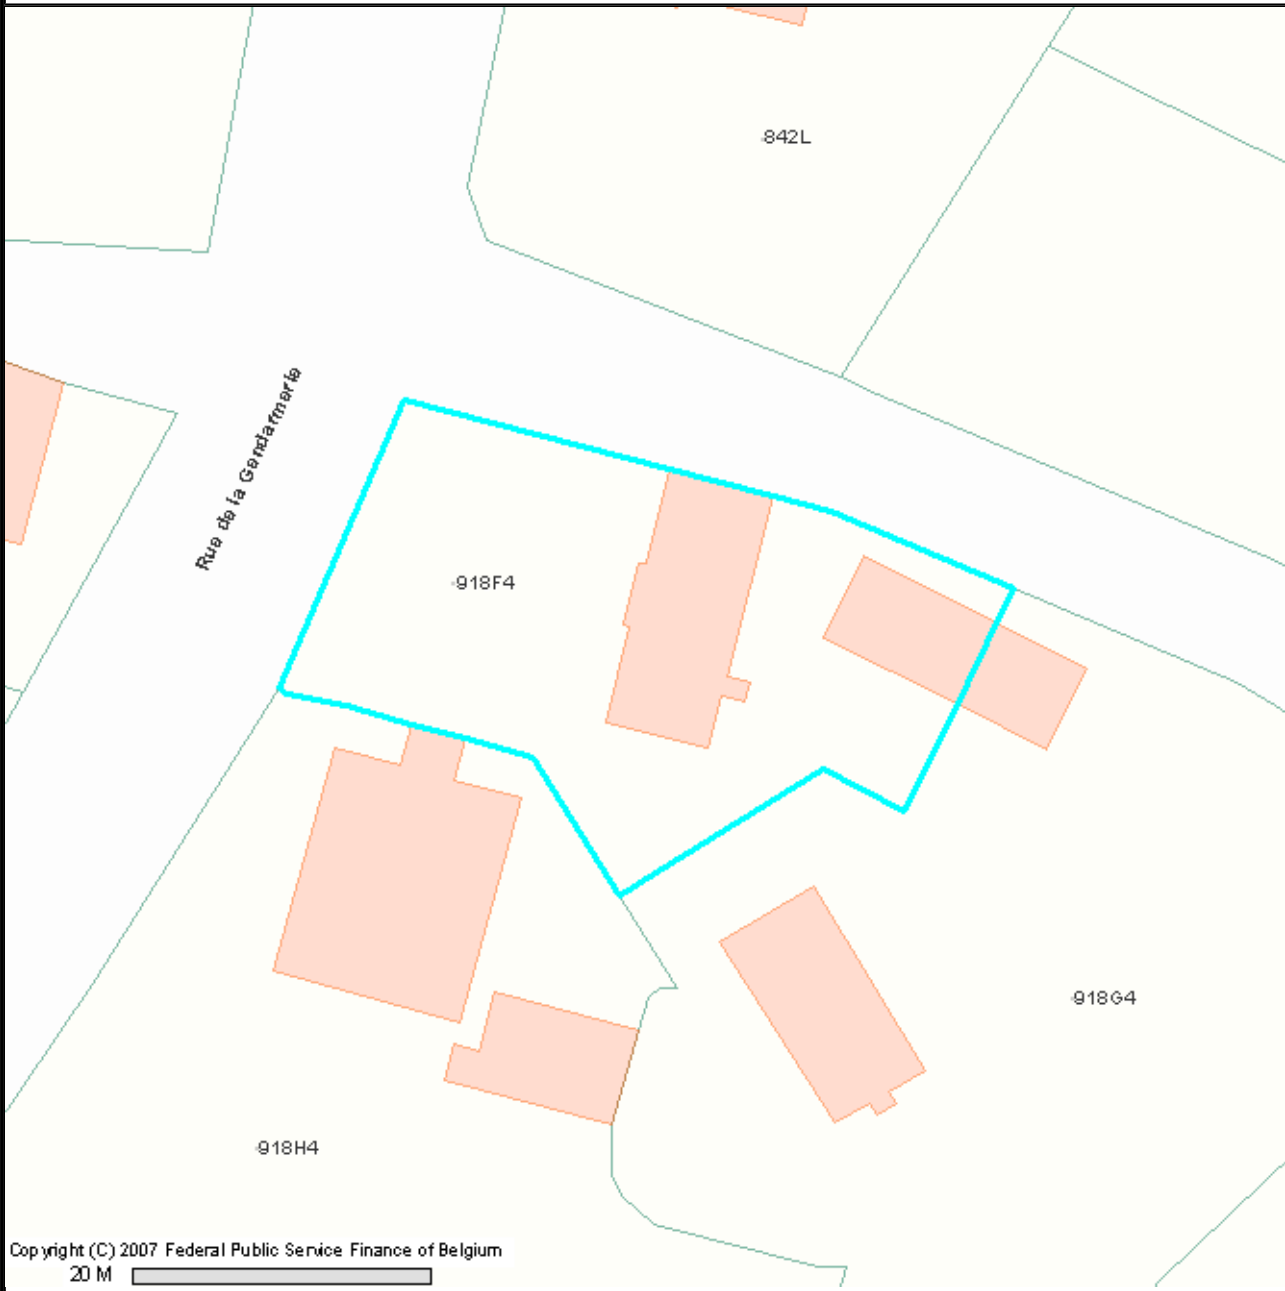 842L
Rue de la Gendarmerie
918F4
918G4
918H4
Copyright (C) 2007 Federal Public Service Finance of Belgium
20 M